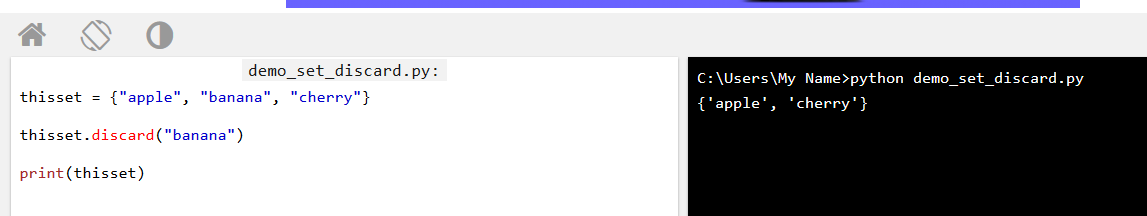 demo_set_discard.py:
thisset = {"apple", "banana", "cherry"}
thisset.discard("banana")
print(thisset)
C:\Users\My Name>python demo_set_discard.py
{'apple', 'cherry'}